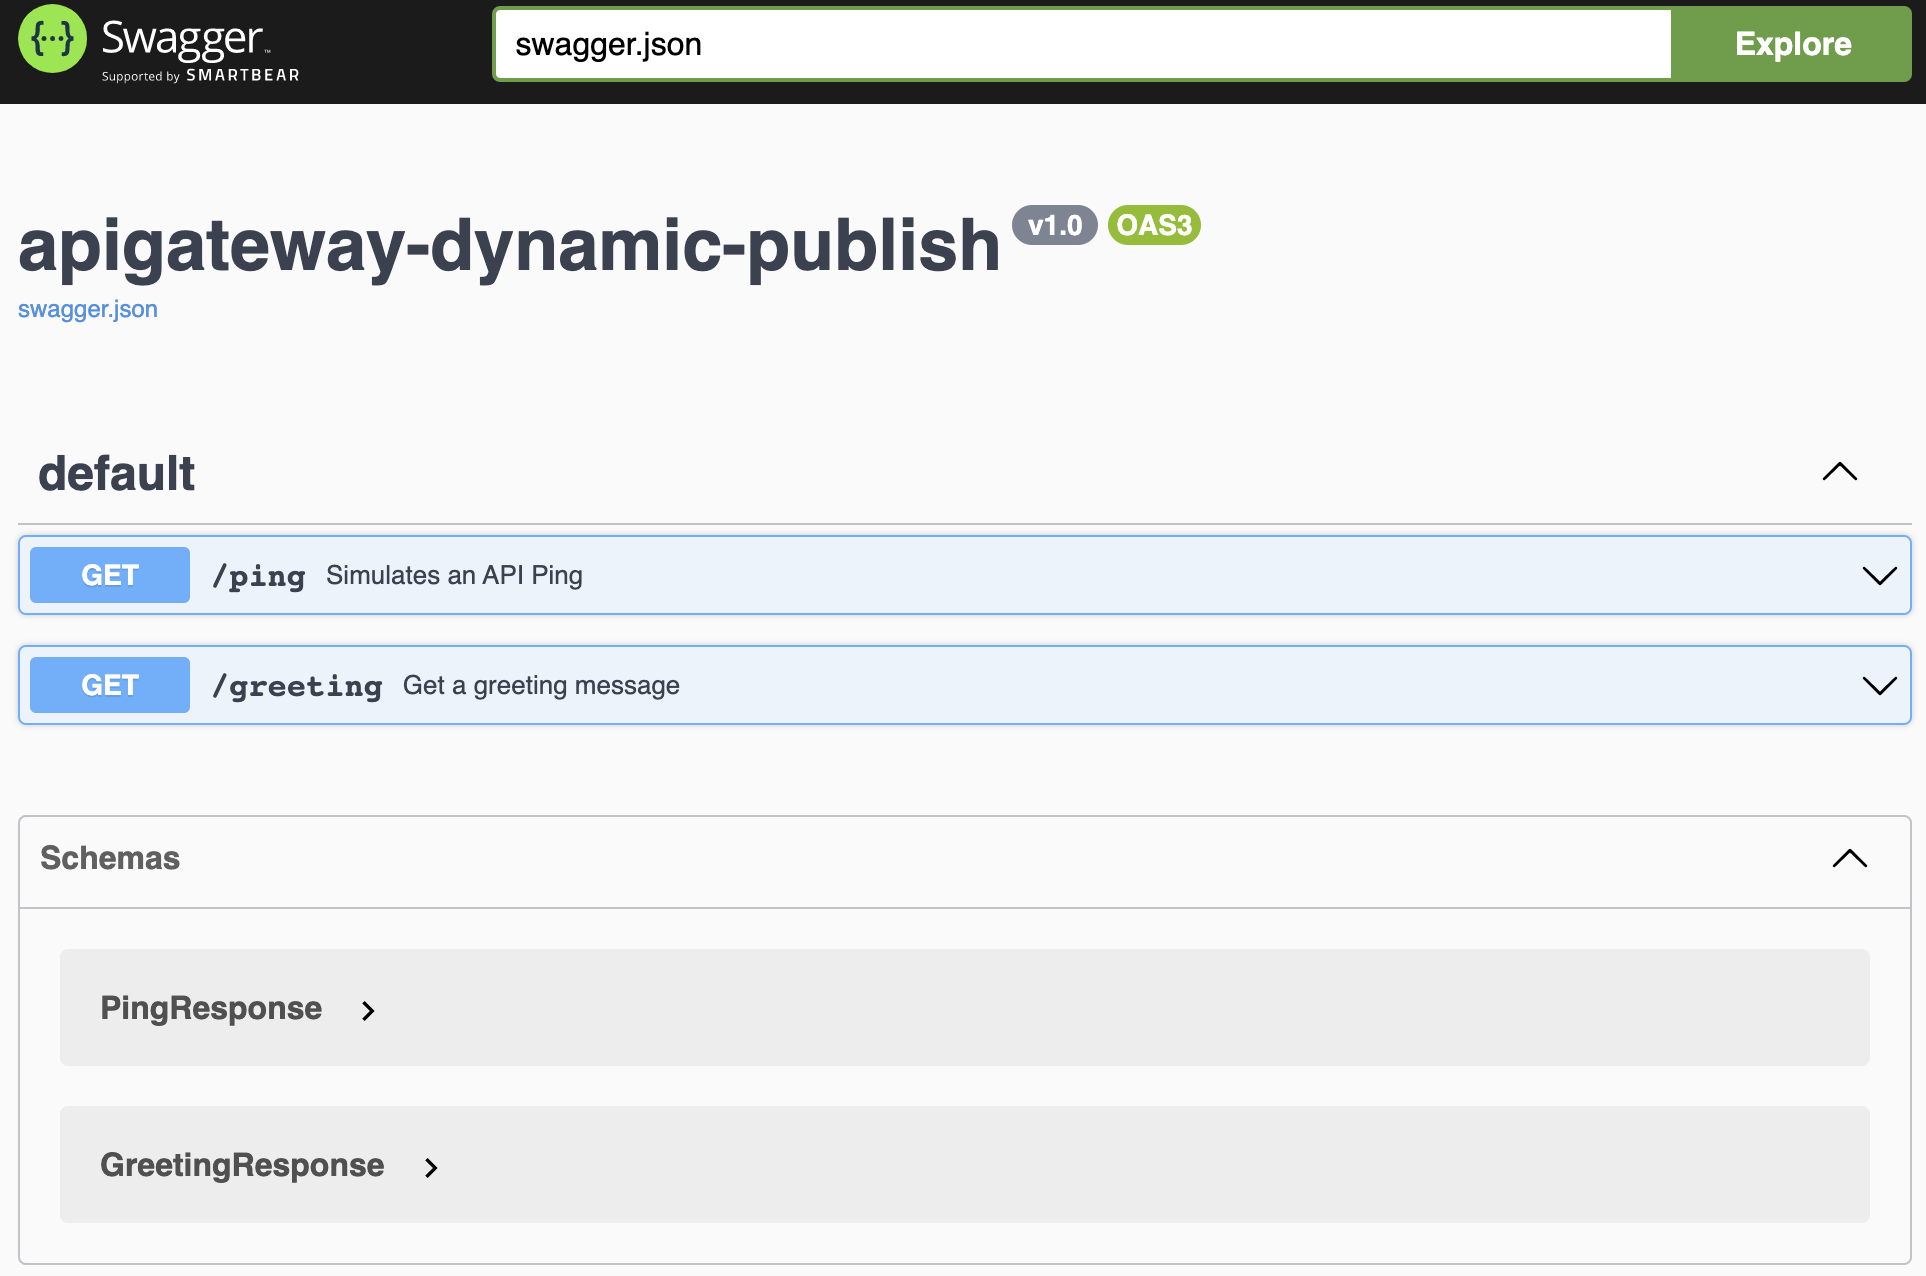 {···} Swagger™
Supported by SMARTBEAR
swagger.json
Explore
apigateway-dynamic-publish v1.0 OAS3
swagger.json
default
GET /ping Simulates an API Ping
GET /greeting Get a greeting message
Schemas
PingResponse
GreetingResponse